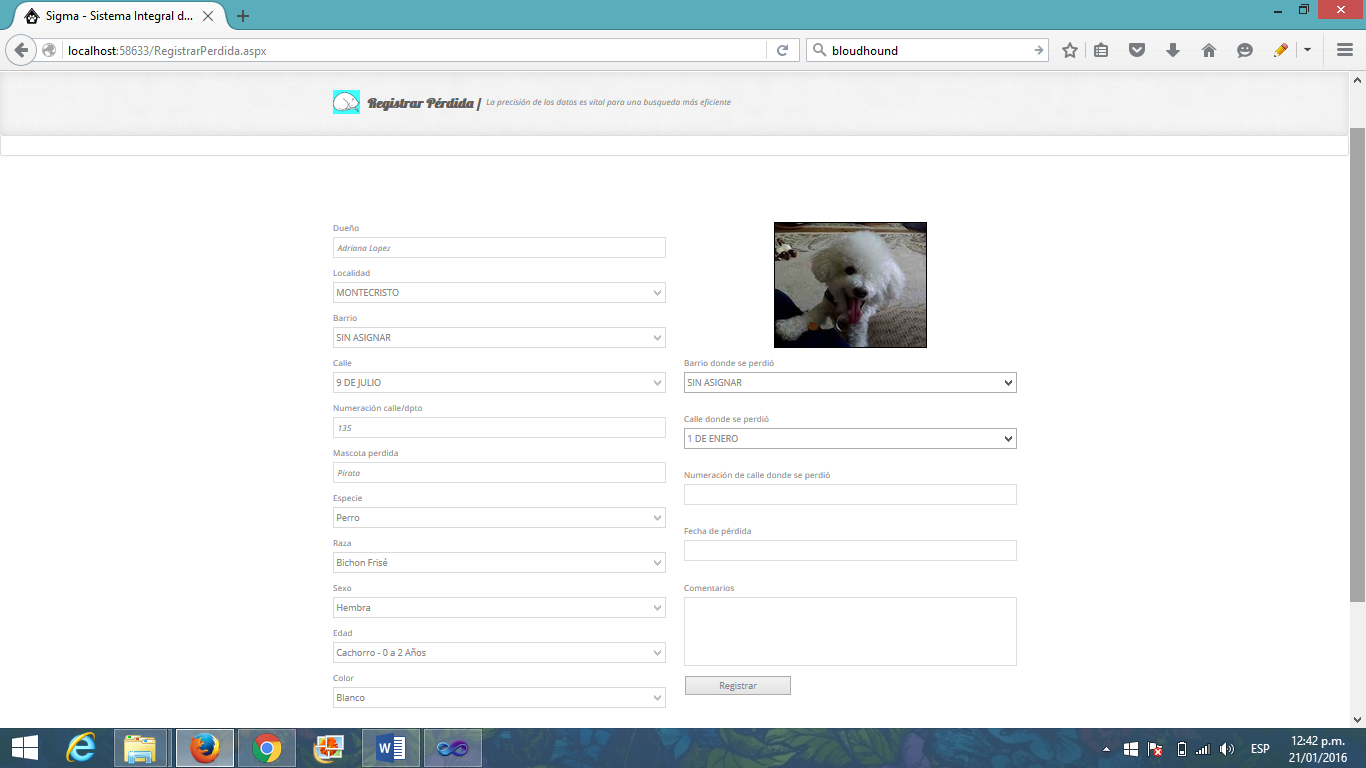 Sigma - Sistema Integral d...
localhost:58633/RegistrarPerdida.aspx
bloudhound
Registrar Pérdida / La precisión de los datos es vital para una busqueda más eficiente
Dueño
Adriana Lopez
Localidad
MONTECRISTO
Barrio
SIN ASIGNAR
Calle
9 DE JULIO
Numeración calle/dpto
135
Mascota perdida
Pirata
Especie
Perro
Raza
Bichon Frisé
Sexo
Hembra
Edad
Cachorro - 0 a 2 Años
Color
Blanco
Barrio donde se perdió
SIN ASIGNAR
Calle donde se perdió
1 DE ENERO
Numeración de calle donde se perdió
Fecha de pérdida
Comentarios
Registrar
ESP
12:42 p.m.
21/01/2016